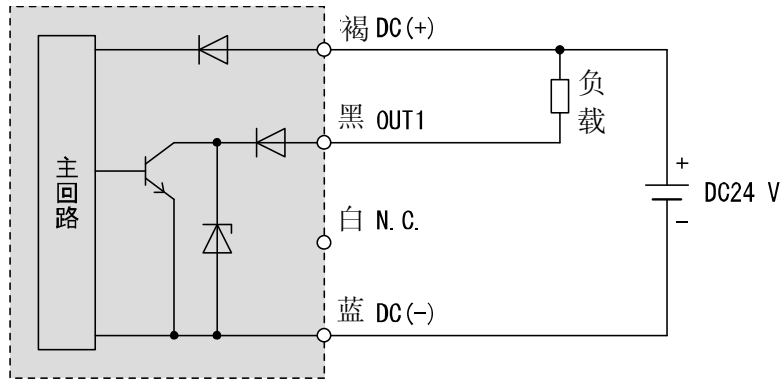 褐 DC(+)
负载
黑 OUT1
主回路
+
DC24 V
-
白 N.C.
蓝 DC(-)